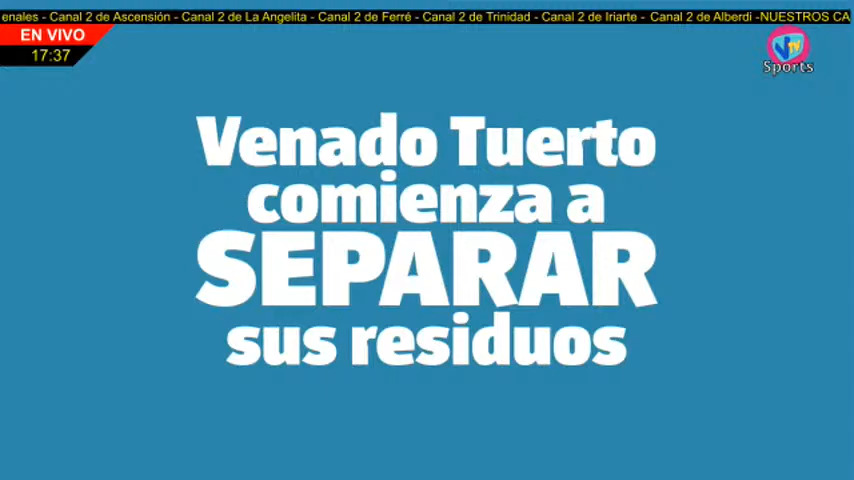 enales - Canal 2 de Ascensión - Canal 2 de La Angelita - Canal 2 de Ferré - Canal 2 de Trinidad - Canal 2 de Iriarte - Canal 2 de Alberdi -NUESTROS CA
EN VIVO
17:37
TV
Sports
Venado Tuerto
comienza a
SEPARAR
sus residuos